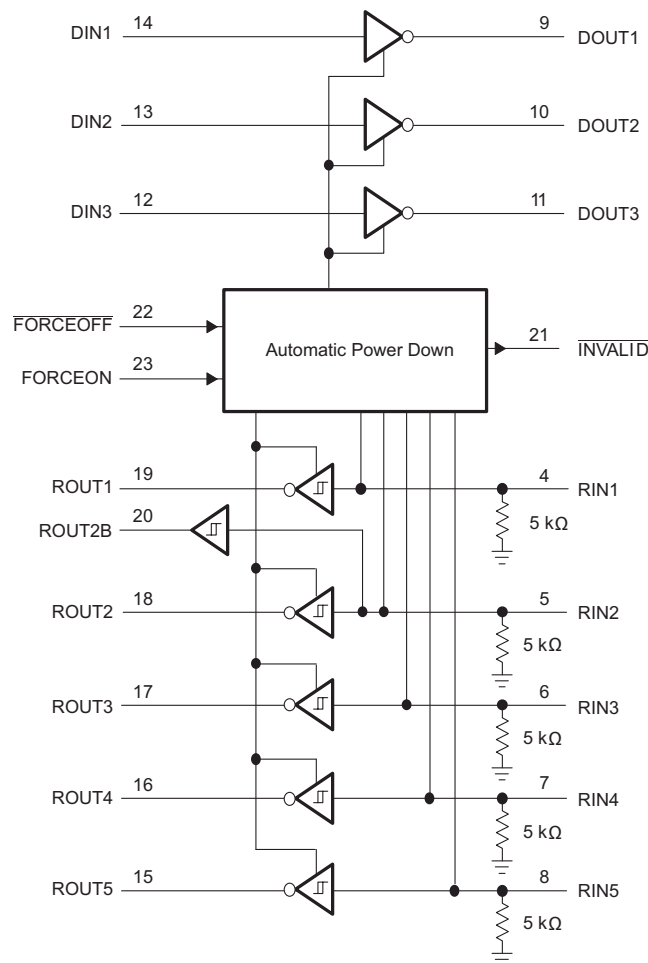 DIN1 14 9 DOUT1
DIN2 13 10 DOUT2
DIN3 12 11 DOUT3
FORCEOFF 22
Automatic Power Down 21 INVALID
FORCEON 23
ROUT1 19 4 RIN1
5 kΩ
ROUT2B 20
ROUT2 18 5 RIN2
5 kΩ
ROUT3 17 6 RIN3
5 kΩ
ROUT4 16 7 RIN4
5 kΩ
ROUT5 15 8 RIN5
5 kΩ